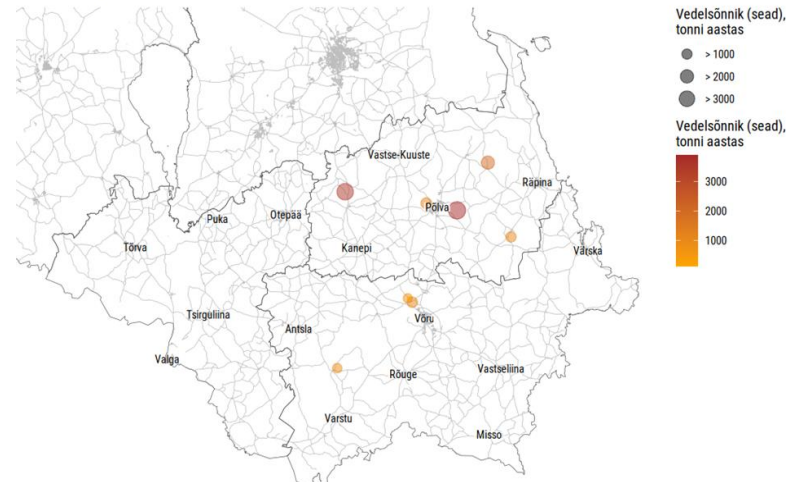 Vedelsõnnik (sead),
tonni aastas
> 1000
> 2000
> 3000
Vedelsõnnik (sead),
tonni aastas
3000
2000
1000
Vastse-Kuuste
Räpina
Põlva
Otepää
Puka
Kanepi
Tõrva
Värska
Tsirguliina
Antsla
Võru
Valga
Rõuge
Vastseliina
Varstu
Misso